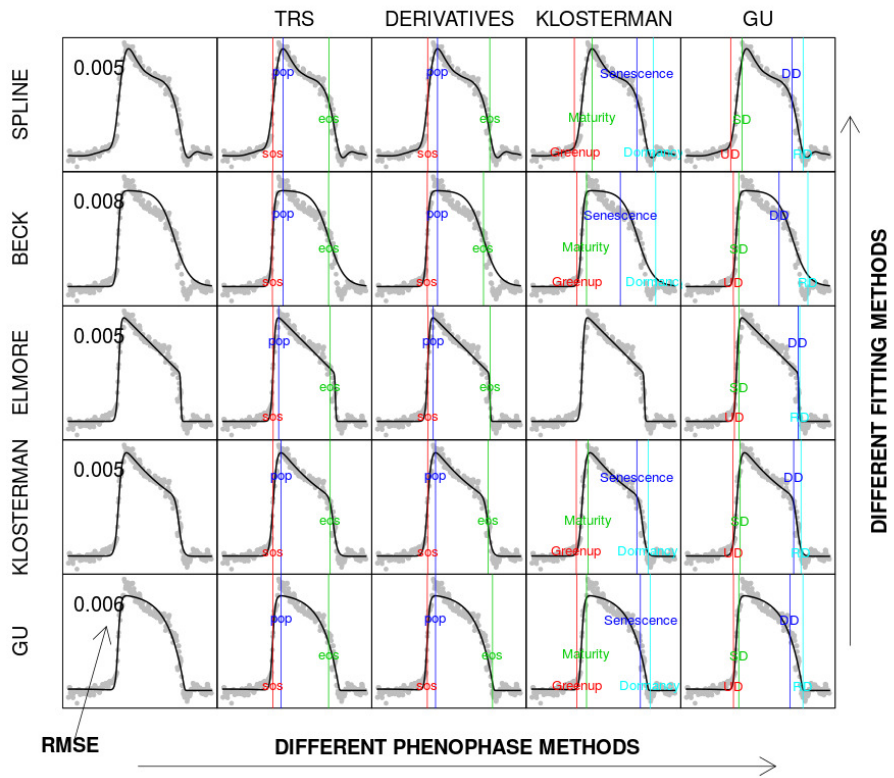 TRS DERIVATIVES KLOSTERMAN GU
SPLINE
0.005
pop
eos
sos
pop
eos
sos
Senescence
Maturity
Greenup
Dormancy
DD
SD
UD
RD
BECK
0.008
pop
eos
sos
pop
eos
sos
Senescence
Maturity
Greenup
Dormancy
DD
SD
UD
RD
ELMORE
0.005
pop
eos
sos
pop
eos
sos
DD
SD
UD
RD
KLOSTERMAN
0.005
pop
eos
sos
pop
eos
sos
Senescence
Maturity
Greenup
Dormancy
DD
SD
UD
RD
GU
0.006
pop
eos
sos
pop
eos
sos
Senescence
Maturity
Greenup
Dormancy
DD
SD
UD
RD
DIFFERENT FITTING METHODS
RMSE
DIFFERENT PHENOPHASE METHODS